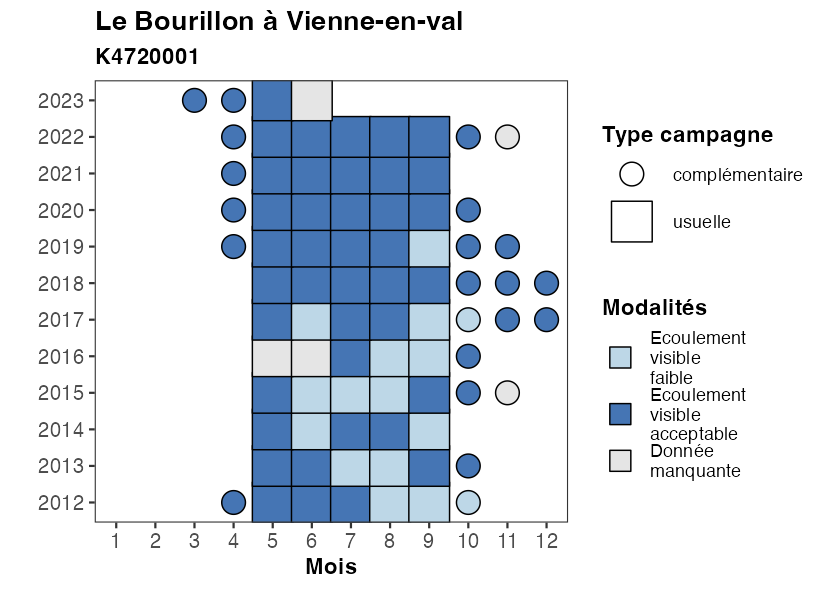 Le Bourillon à Vienne-en-val
K4720001
2023
2022
2021
2020
2019
2018
2017
2016
2015
2014
2013
2012
1 2 3 4 5 6 7 8 9 10 11 12
Mois
Type campagne
complémentaire
usuelle
Modalités
Ecoulement
visible
faible
Ecoulement
visible
acceptable
Donnée
manquante